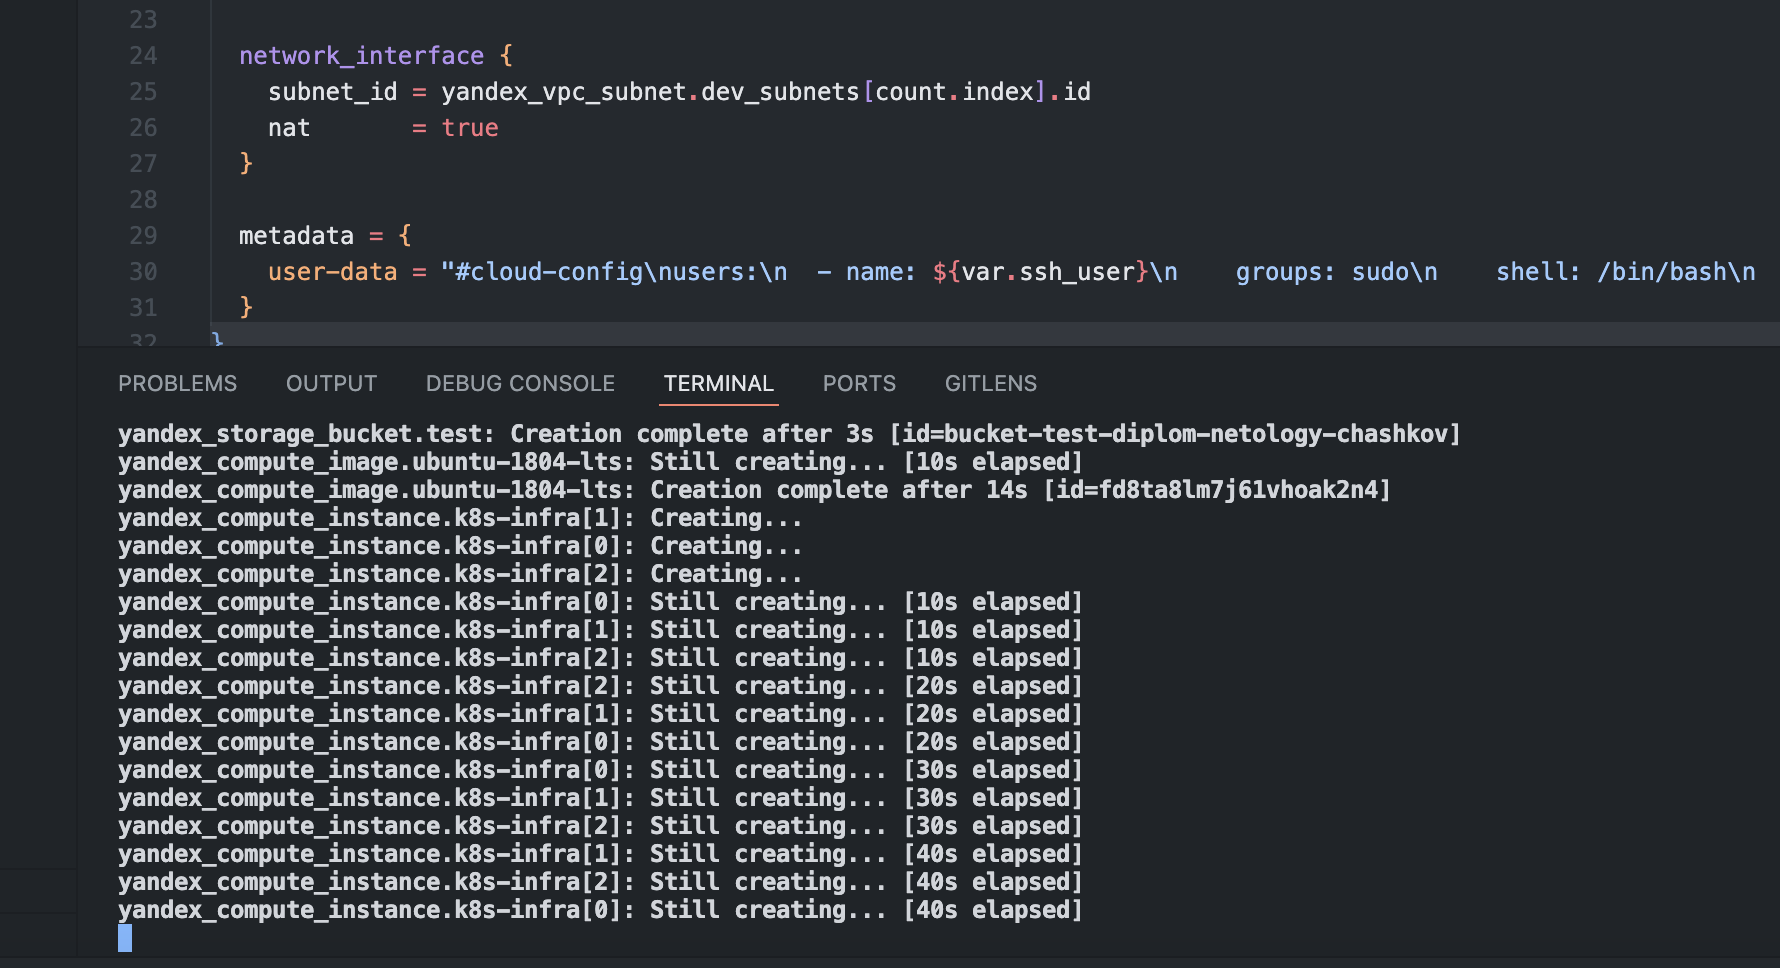 23
24 network_interface {
25 subnet_id = yandex_vpc_subnet.dev_subnets[count.index].id
26 nat       = true
27 }
28
29 metadata = {
30 user-data = "#cloud-config\nusers:\n  - name: ${var.ssh_user}\n    groups: sudo\n    shell: /bin/bash\n
31 }
32 }
PROBLEMS OUTPUT DEBUG CONSOLE TERMINAL PORTS GITLENS
yandex_storage_bucket.test: Creation complete after 3s [id=bucket-test-diplom-netology-chashkov]
yandex_compute_image.ubuntu-1804-lts: Still creating... [10s elapsed]
yandex_compute_image.ubuntu-1804-lts: Creation complete after 14s [id=fd8ta8lm7j61vhoak2n4]
yandex_compute_instance.k8s-infra[1]: Creating...
yandex_compute_instance.k8s-infra[0]: Creating...
yandex_compute_instance.k8s-infra[2]: Creating...
yandex_compute_instance.k8s-infra[0]: Still creating... [10s elapsed]
yandex_compute_instance.k8s-infra[1]: Still creating... [10s elapsed]
yandex_compute_instance.k8s-infra[2]: Still creating... [10s elapsed]
yandex_compute_instance.k8s-infra[2]: Still creating... [20s elapsed]
yandex_compute_instance.k8s-infra[1]: Still creating... [20s elapsed]
yandex_compute_instance.k8s-infra[0]: Still creating... [20s elapsed]
yandex_compute_instance.k8s-infra[0]: Still creating... [30s elapsed]
yandex_compute_instance.k8s-infra[1]: Still creating... [30s elapsed]
yandex_compute_instance.k8s-infra[2]: Still creating... [30s elapsed]
yandex_compute_instance.k8s-infra[1]: Still creating... [40s elapsed]
yandex_compute_instance.k8s-infra[2]: Still creating... [40s elapsed]
yandex_compute_instance.k8s-infra[0]: Still creating... [40s elapsed]